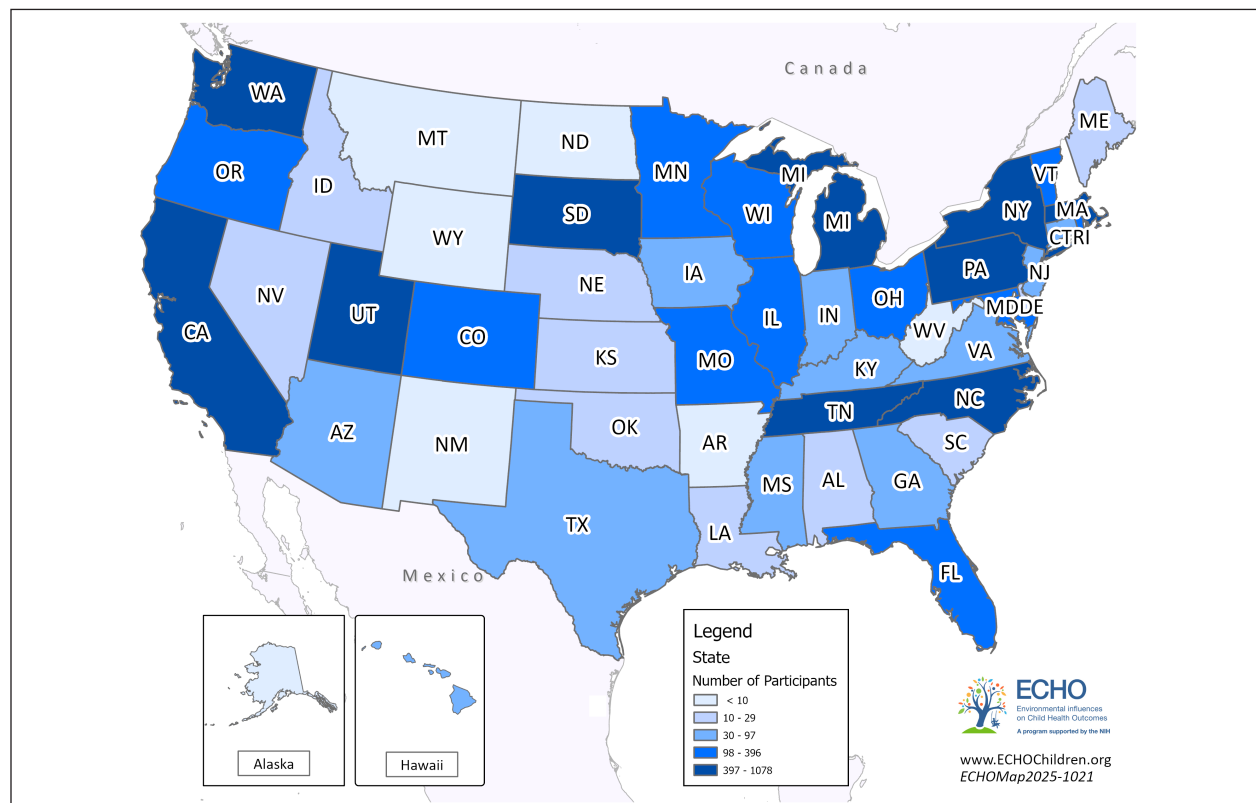 Canada
WA
MT
ND
ME
OR
ID
MN
MI
VT
SD
WI
MI
NY
MA
WY
CT
RI
IA
PA
NV
NE
NJ
UT
IL
IN
OH
MD
DE
CA
CO
WV
KS
MO
KY
VA
AZ
OK
TN
NC
NM
AR
SC
MS
AL
GA
TX
LA
Mexico
FL
Alaska
Hawaii
Legend
State
Number of Participants
< 10
10 - 29
30 - 97
98 - 396
397 - 1078
ECHO
Environmental influences
on Child Health Outcomes
A program supported by the NIH
www.ECHOChildren.org
ECHOMap2025-1021